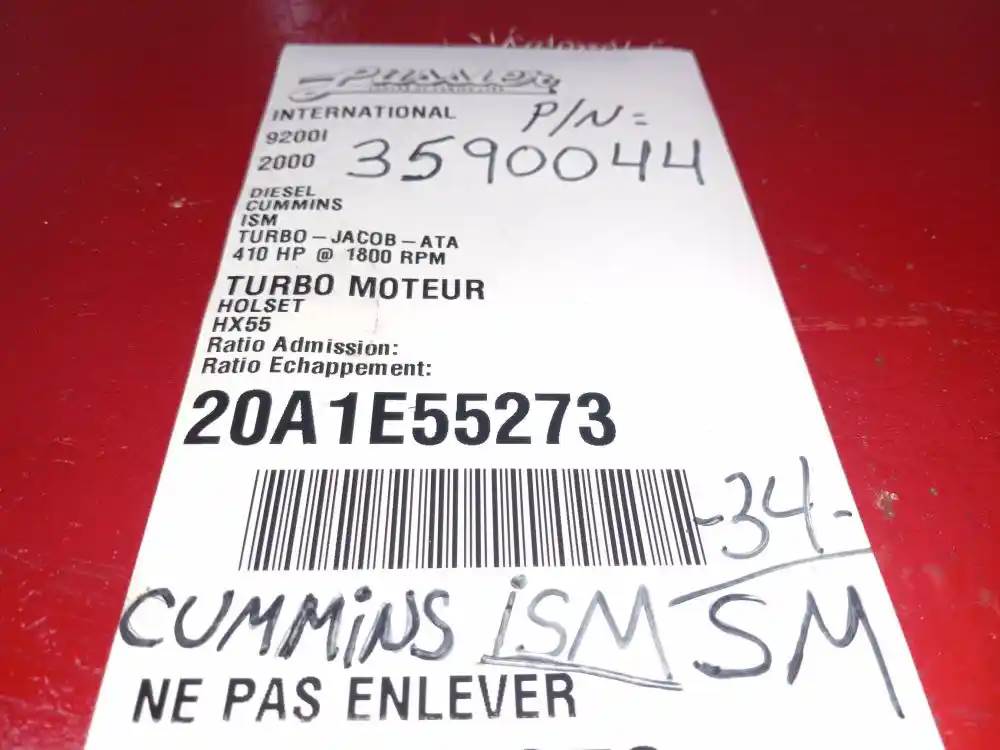 INTERNATIONAL
P/N=
9200I
2000
3590044
DIESEL
CUMMINS
ISM
TURBO-JACOB-ATA
410 HP @ 1800 RPM
TURBO MOTEUR
HOLSET
HX55
Ratio Admission:
Ratio Echappement:
20A1E55273
-34-
CUMMiNS iSM SM
NE PAS ENLEVER